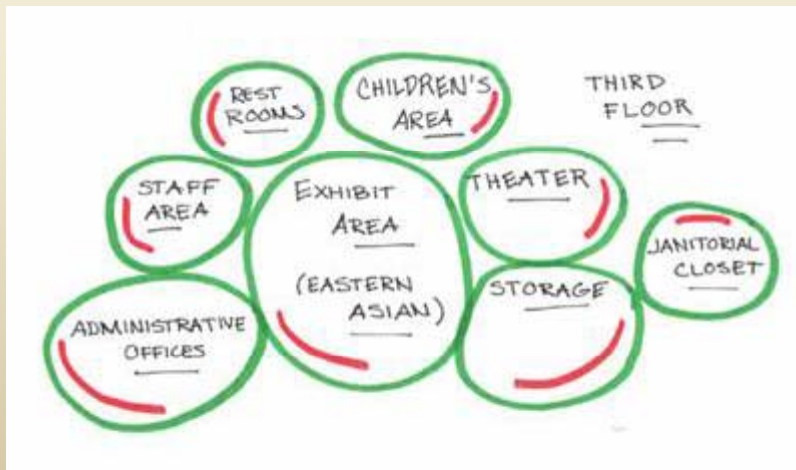 REST
ROOMS
CHILDREN'S
AREA
THIRD
FLOOR
STAFF
AREA
EXHIBIT
AREA
(EASTERN
ASIAN)
THEATER
JANITORIAL
CLOSET
STORAGE
ADMINISTRATIVE
OFFICES